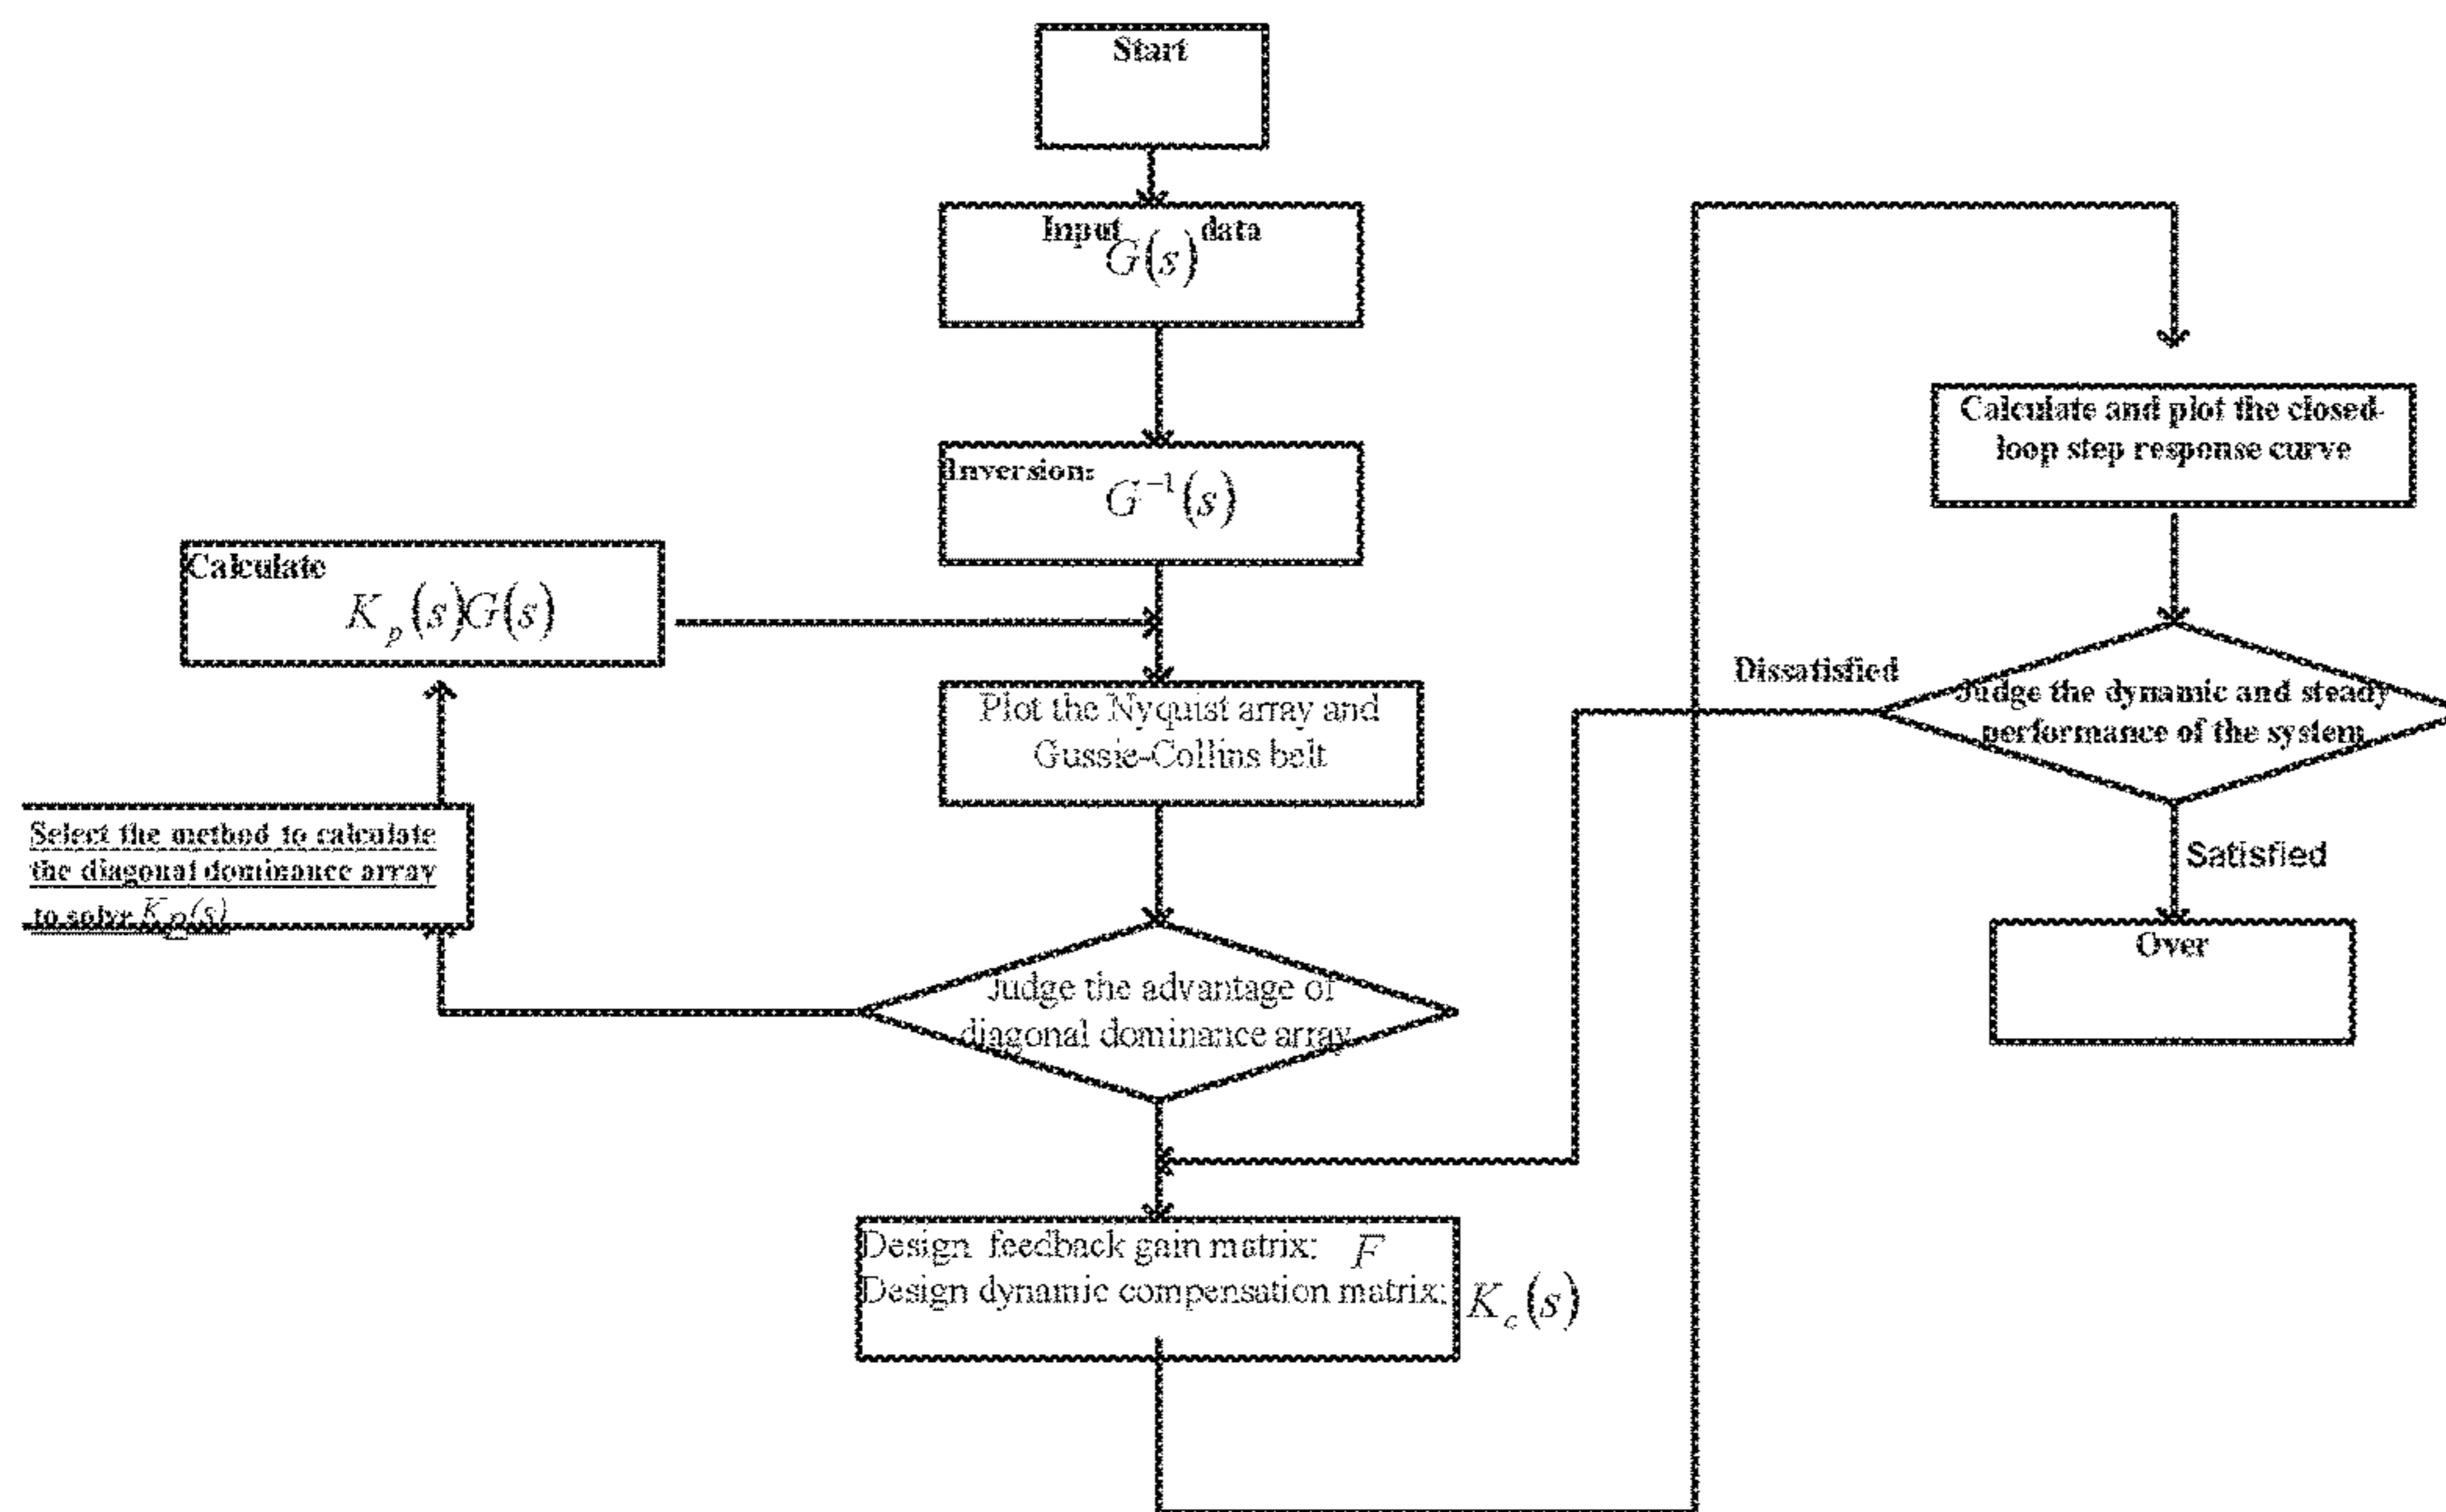 Start
Input G(s) data
Inversion:
G⁻¹(s)
Calculate
K_p(s)G(s)
Plot the Nyquist array and
Gussie-Collins belt
Select the method to calculate
the diagonal dominance array
to solve K_p(s)
Judge the advantage of
diagonal dominance array
Design feedback gain matrix: F
Design dynamic compensation matrix: K_c(s)
Calculate and plot the closed-
loop step response curve
Dissatisfied
Judge the dynamic and steady
performance of the system
Satisfied
Over